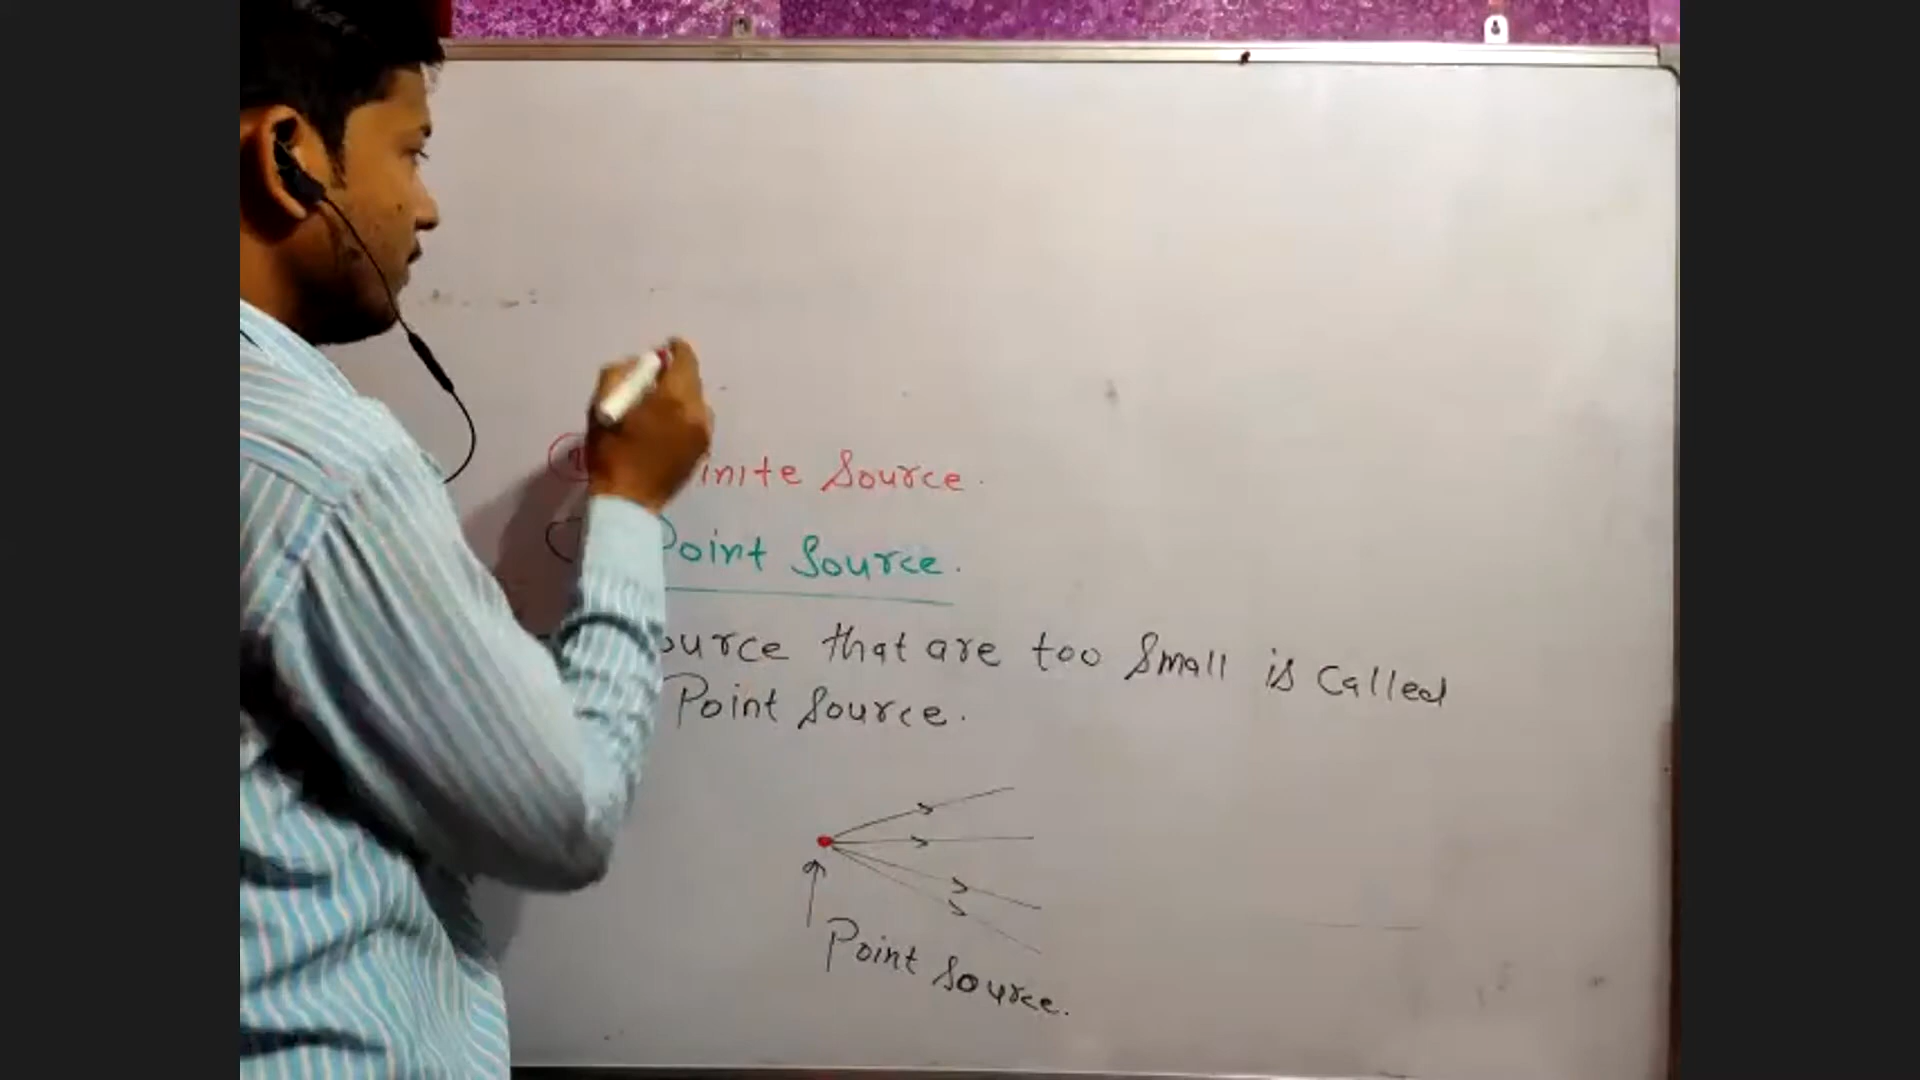 inite Source.
Point Source.
ource that are too Small is Called
Point Source.
Point Source.